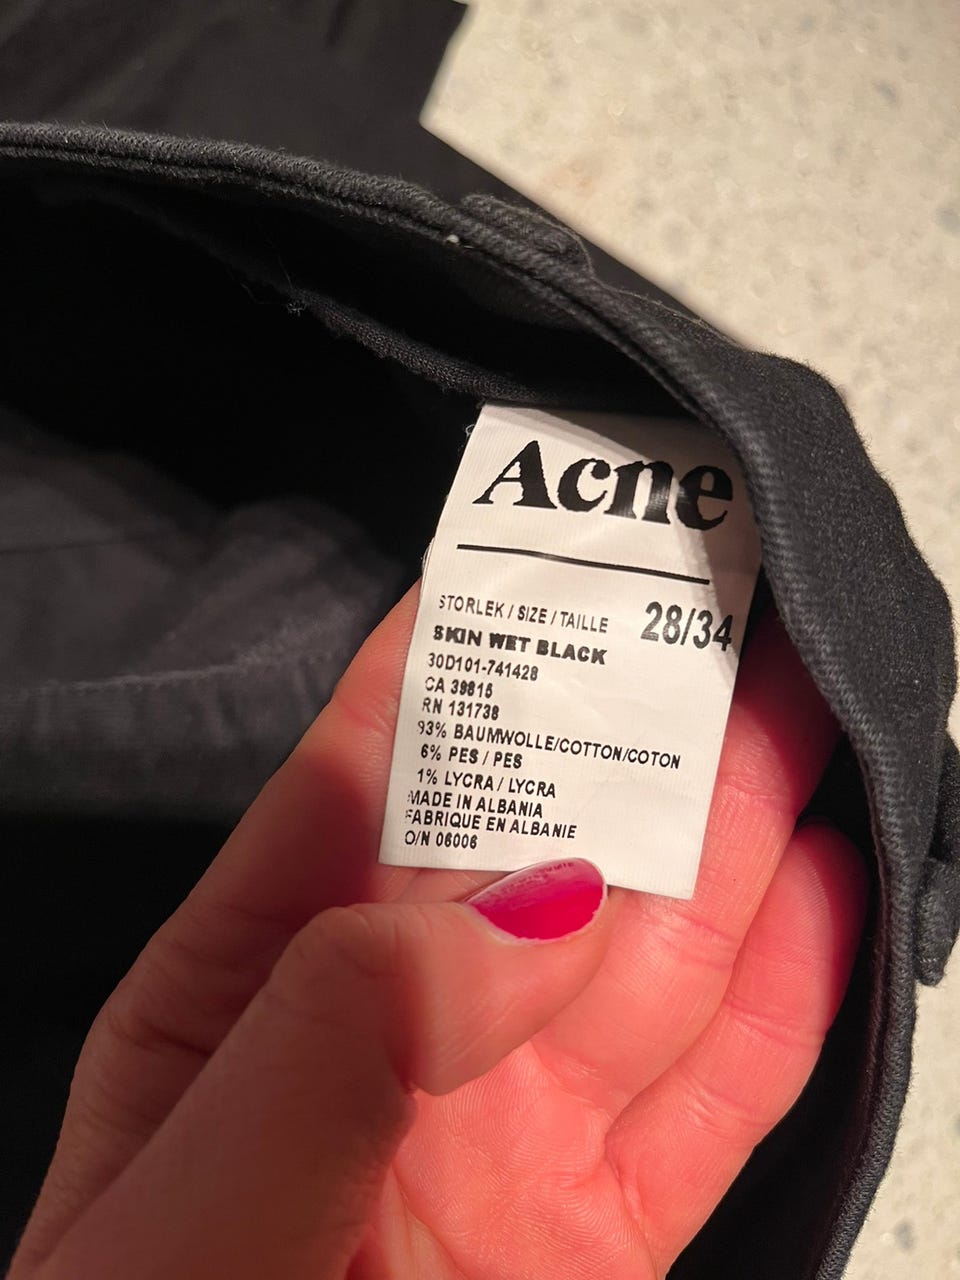 Acne
STORLEK / SIZE / TAILLE 28/34
SKIN WET BLACK
30D101-741428
CA 39815
RN 131738
93% BAUMWOLLE/COTTON/COTON
6% PES / PES
1% LYCRA / LYCRA
MADE IN ALBANIA
FABRIQUE EN ALBANIE
O/N 06006